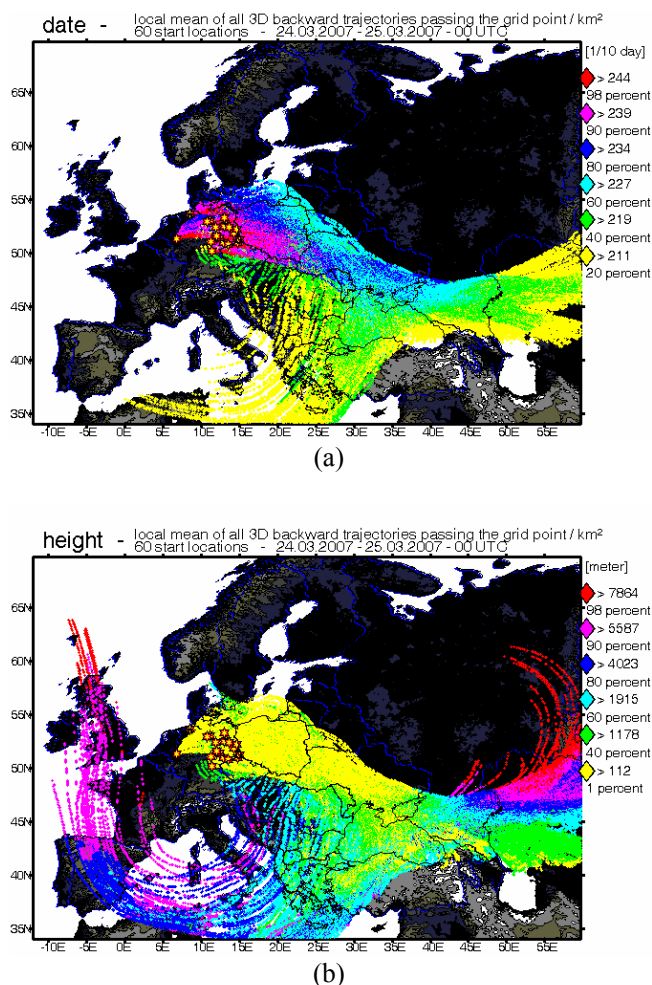 date - local mean of all 3D backward trajectories passing the grid point / km²
60 start locations - 24.03.2007 - 25.03.2007 - 00 UTC
[1/10 day]
> 244
98 percent
> 239
90 percent
> 234
80 percent
> 227
60 percent
> 219
40 percent
> 211
20 percent
65N
60N
55N
50N
45N
40N
35N
10E 5E 0E 5E 10E 15E 20E 25E 30E 35E 40E 45E 50E 55E
(a)
height - local mean of all 3D backward trajectories passing the grid point / km²
60 start locations - 24.03.2007 - 25.03.2007 - 00 UTC
[meter]
> 7864
98 percent
> 5587
90 percent
> 4023
80 percent
> 1915
60 percent
> 1178
40 percent
> 112
1 percent
65N
60N
55N
50N
45N
40N
35N
-10E -5E 0E 5E 10E 15E 20E 25E 30E 35E 40E 45E 50E 55E
(b)